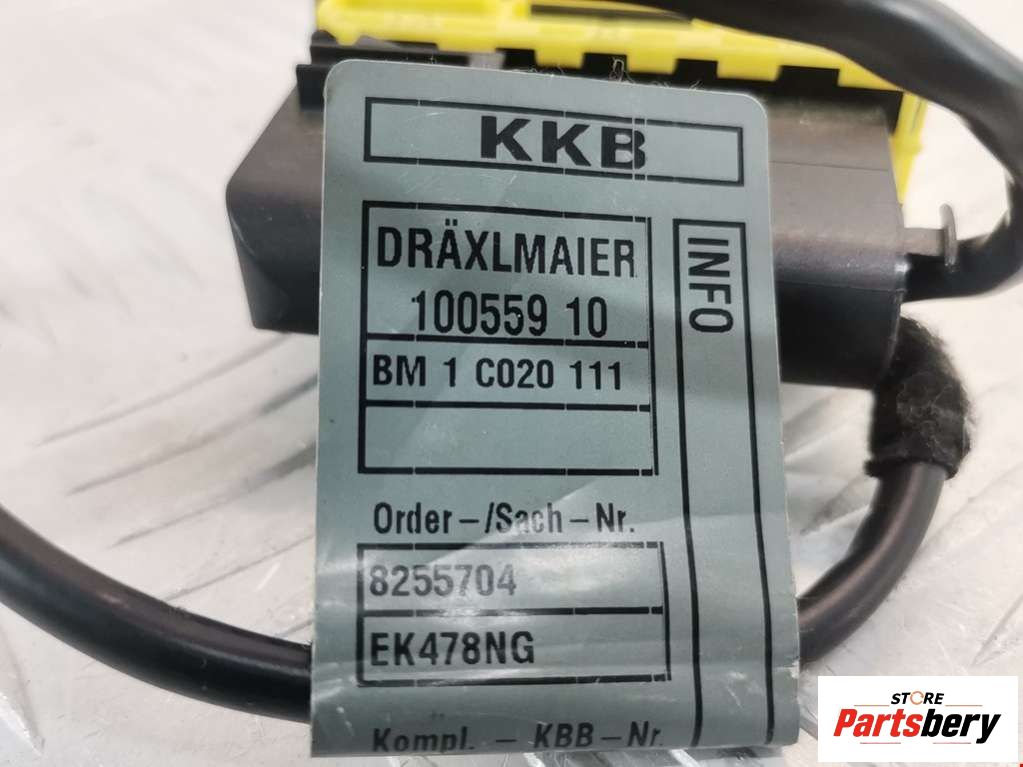 KKB
DRÄXLMAIER
100559 10
BM 1 C020 111
INFO
Order-/Sach-Nr.
8255704
EK478NG
Kompl. - KBB-Nr.
STORE
Partsbery